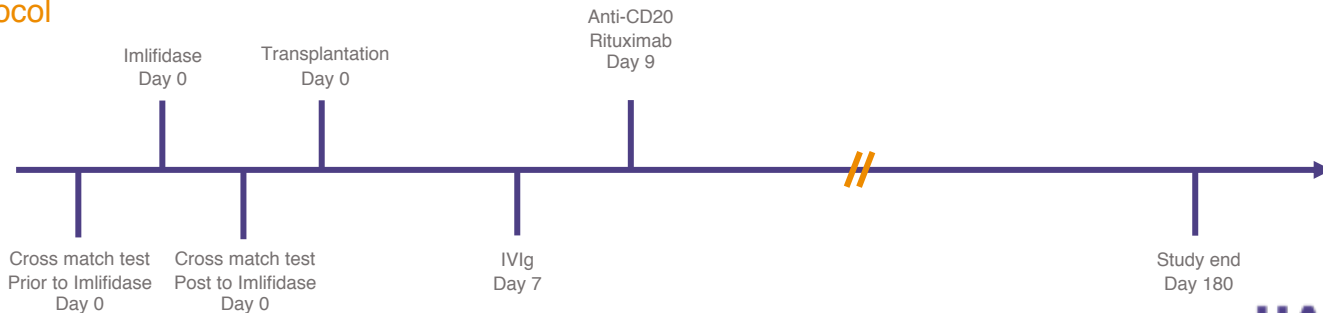 ocol
Imlifidase
Day 0
Transplantation
Day 0
Anti-CD20
Rituximab
Day 9
Cross match test
Prior to Imlifidase
Day 0
Cross match test
Post to Imlifidase
Day 0
IVIg
Day 7
Study end
Day 180